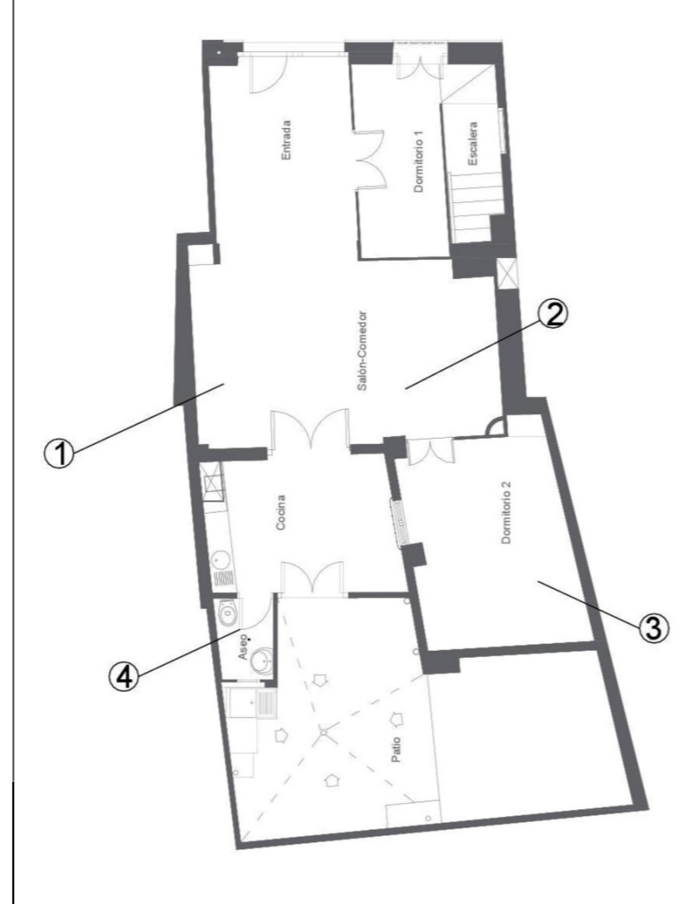 Entrada
Dormitorio 1
Escalera
Salón-Comedor
2
1
Cocina
Dormitorio 2
3
Aseo
4
Patio